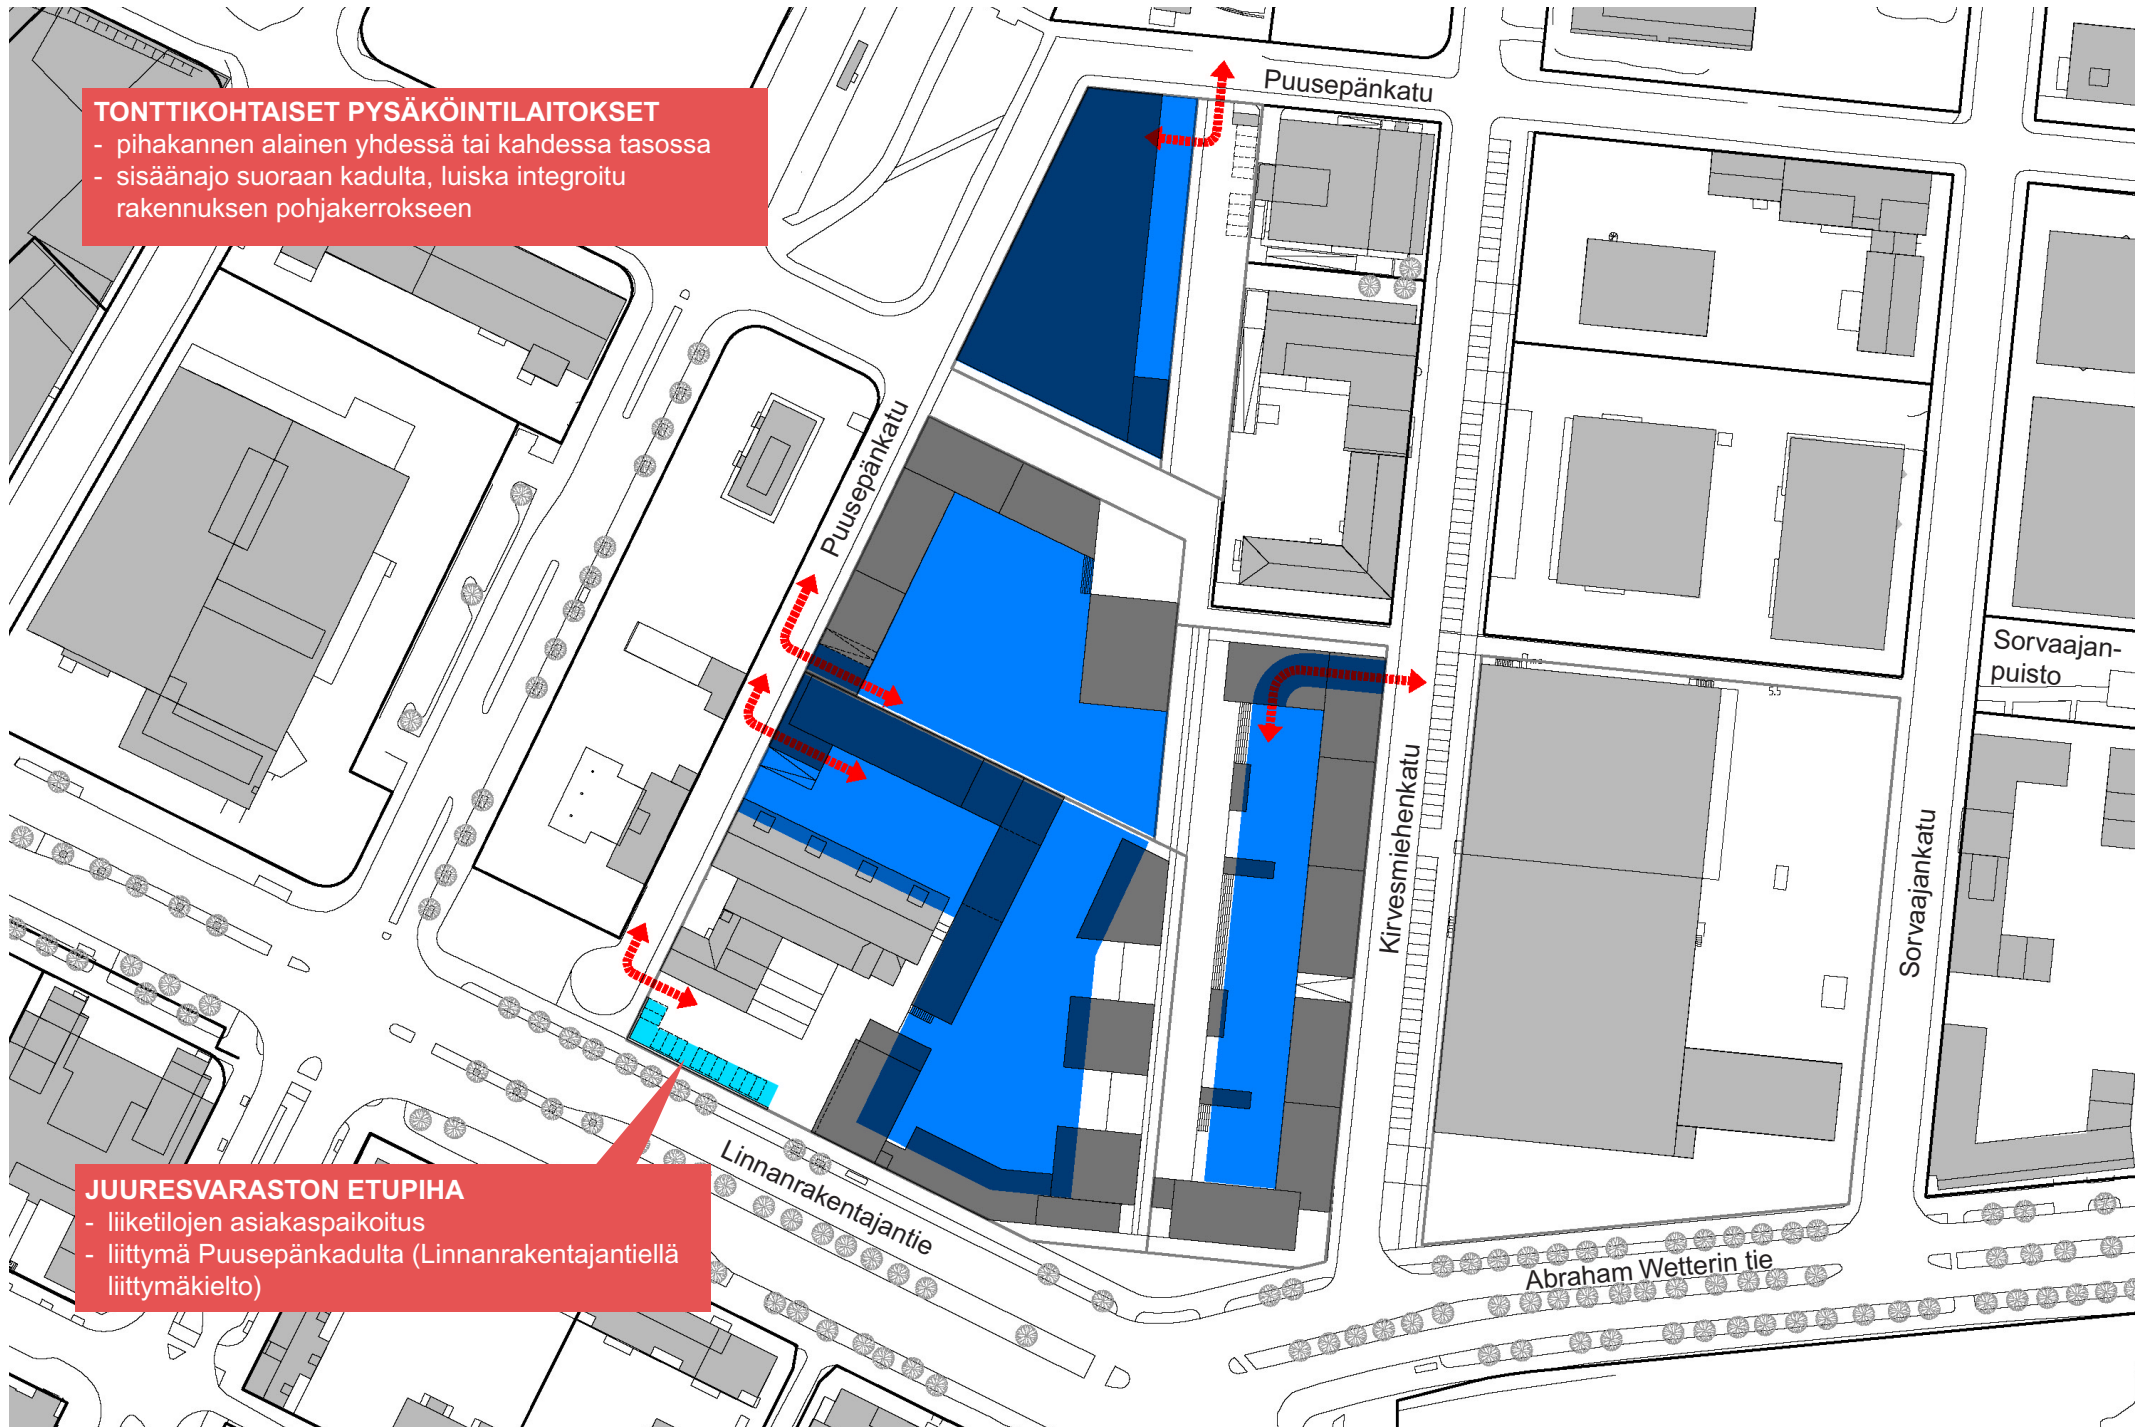 TONTTIKOHTAISET PYSÄKÖINTILAITOKSET
- pihakannen alainen yhdessä tai kahdessa tasossa
- sisäänajo suoraan kadulta, luiska integroitu
rakennuksen pohjakerrokseen
Puusepänkatu
Puusepänkatu
Sorvaajan-
puisto
Kirvesmiehenkatu
Sorvaajankatu
JUURESVARASTON ETUPIHA
- liiketilojen asiakaspaikoitus
- liittymä Puusepänkadulta (Linnanrakentajantiellä
liittymäkielto)
Linnanrakentajantie
Abraham Wetterin tie